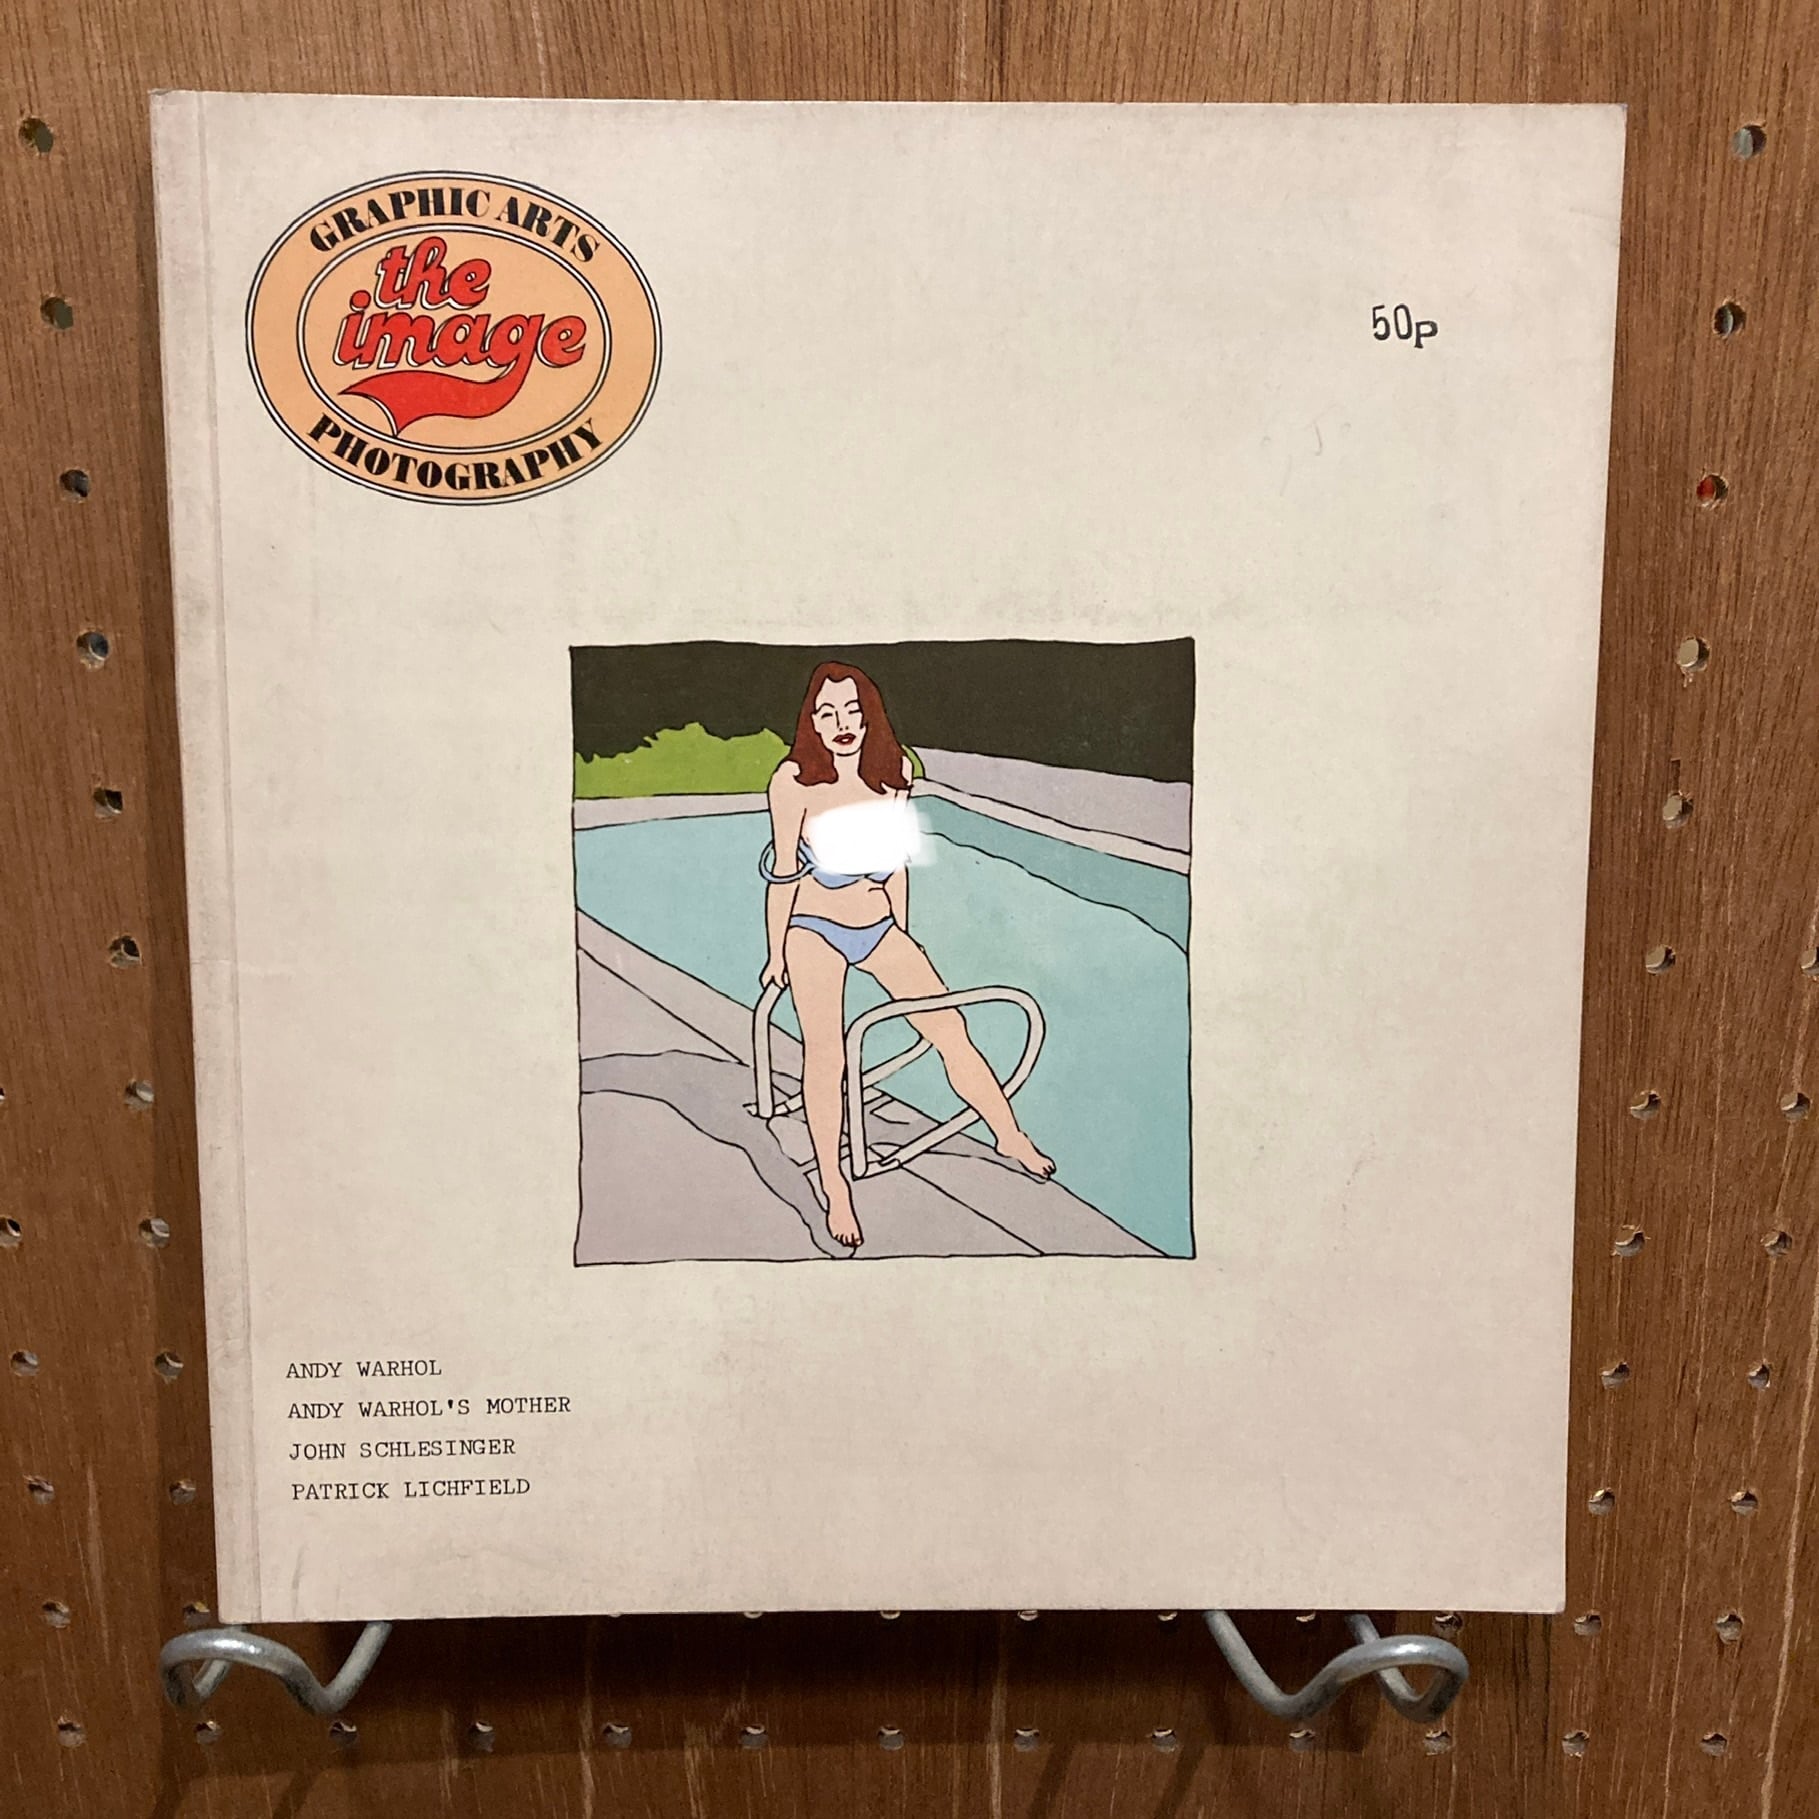 GRAPHIC ARTS
the
image
PHOTOGRAPHY
50p
ANDY WARHOL
ANDY WARHOL'S MOTHER
JOHN SCHLESINGER
PATRICK LICHFIELD